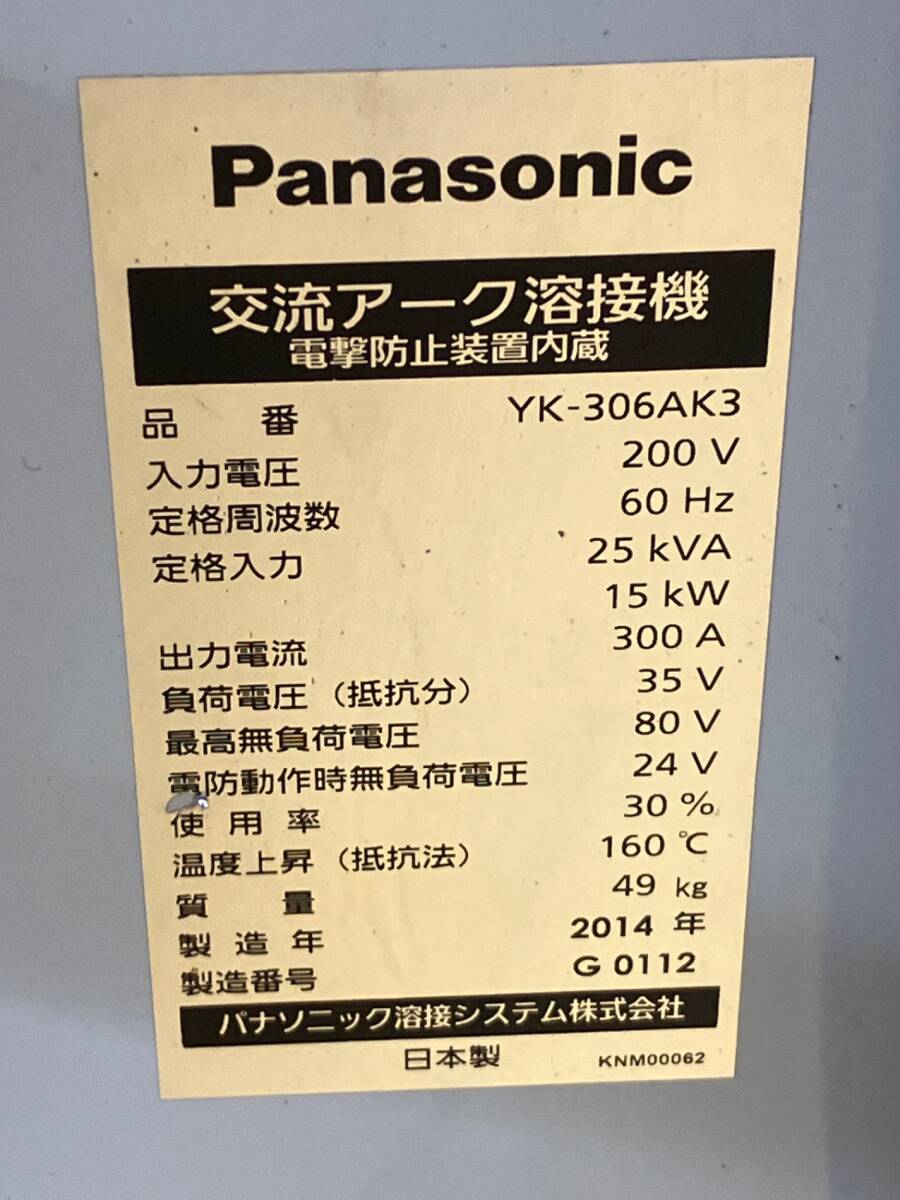 Panasonic
交流アーク溶接機
電撃防止装置内蔵
品番 YK-306AK3
入力電圧 200 V
定格周波数 60 Hz
定格入力 25 kVA
15 kW
出力電流 300 A
負荷電圧（抵抗分） 35 V
最高無負荷電圧 80 V
電防動作時無負荷電圧 24 V
使用率 30 %
温度上昇（抵抗法） 160 ℃
質量 49 kg
製造年 2014 年
製造番号 G 0112
パナソニック溶接システム株式会社
日本製 KNM00062